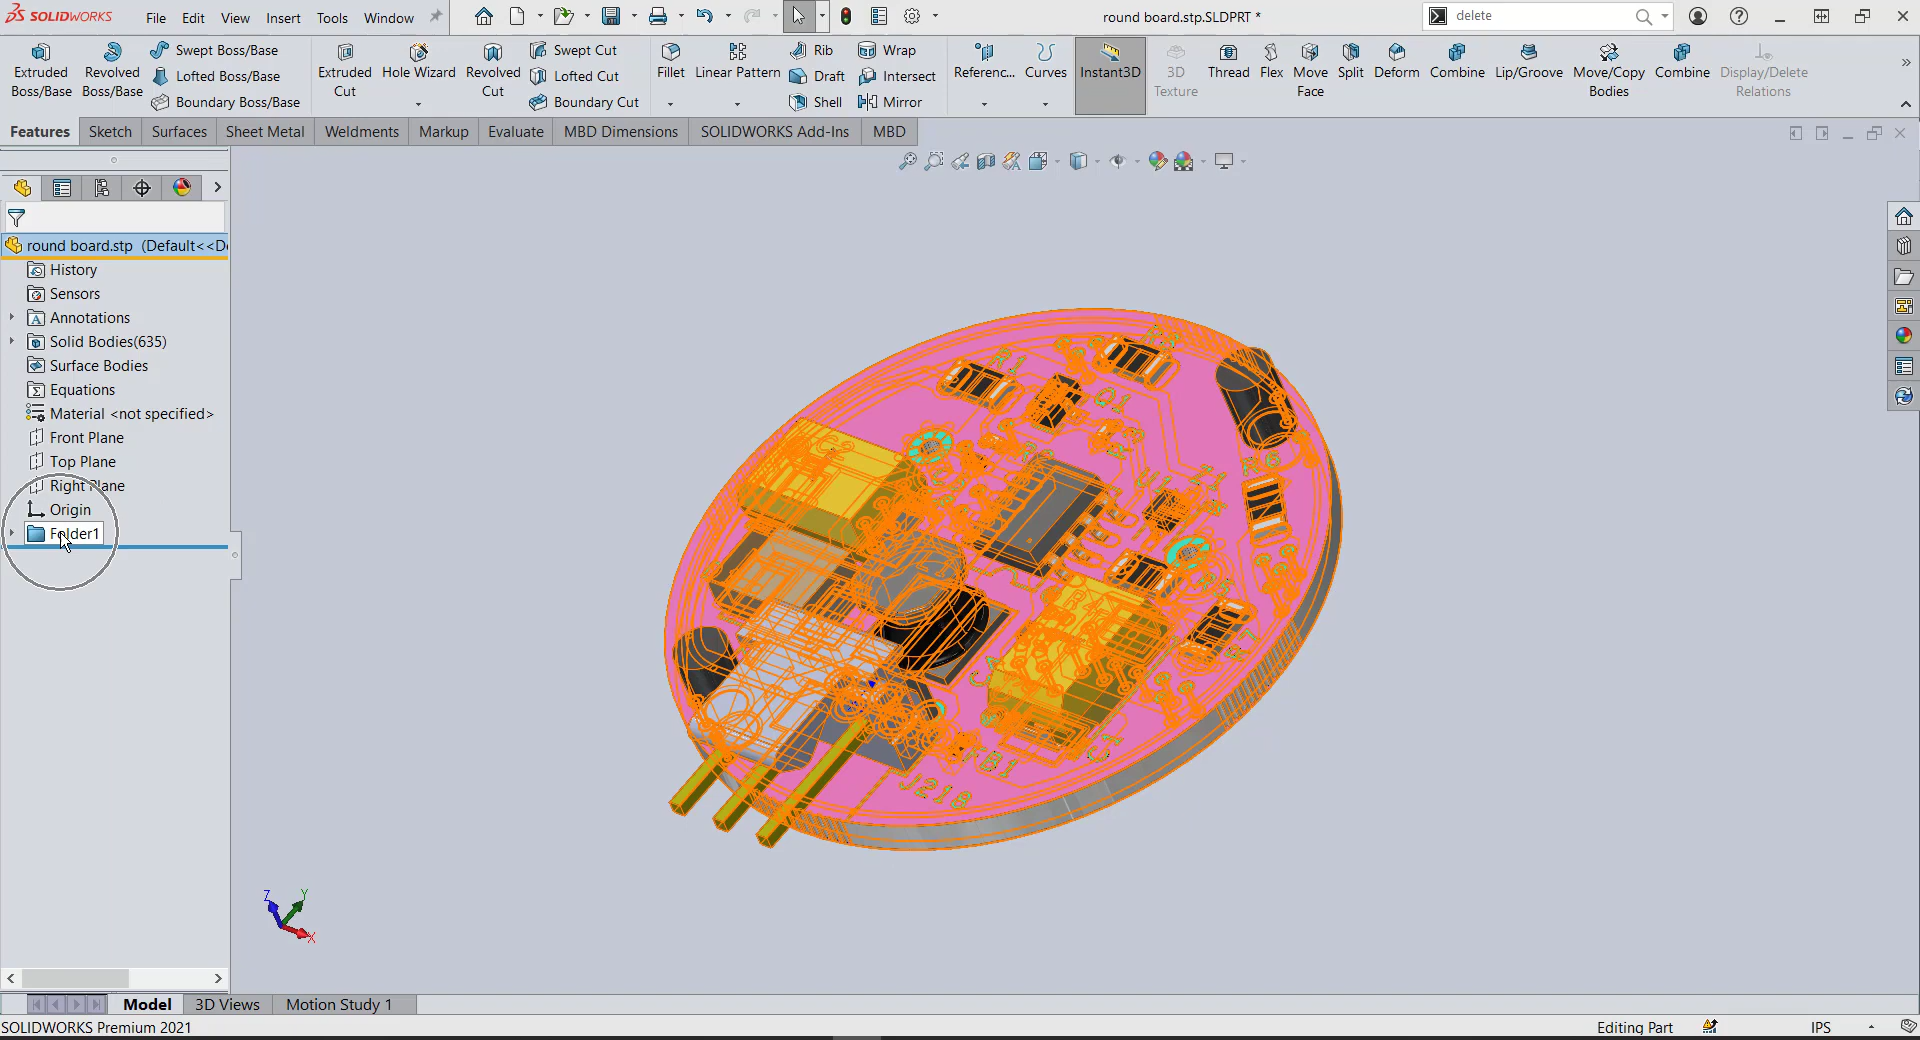 SOLIDWORKS
File Edit View Insert Tools Window
round board.stp.SLDPRT *
delete
Extruded Boss/Base
Revolved Boss/Base
Swept Boss/Base
Lofted Boss/Base
Boundary Boss/Base
Extruded Cut
Hole Wizard
Revolved Cut
Swept Cut
Lofted Cut
Boundary Cut
Fillet
Linear Pattern
Rib
Draft
Shell
Wrap
Intersect
Mirror
Referenc...
Curves
Instant3D
3D Texture
Thread
Flex
Move Face
Split
Deform
Combine
Lip/Groove
Move/Copy Bodies
Combine
Display/Delete Relations
Features Sketch Surfaces Sheet Metal Weldments Markup Evaluate MBD Dimensions SOLIDWORKS Add-Ins MBD
round board.stp (Default<<D
History
Sensors
Annotations
Solid Bodies(635)
Surface Bodies
Equations
Material <not specified>
Front Plane
Top Plane
Right Plane
Origin
Folder1
R1
Q1
R6
J218
Z Y
X
Model 3D Views Motion Study 1
SOLIDWORKS Premium 2021
Editing Part
IPS